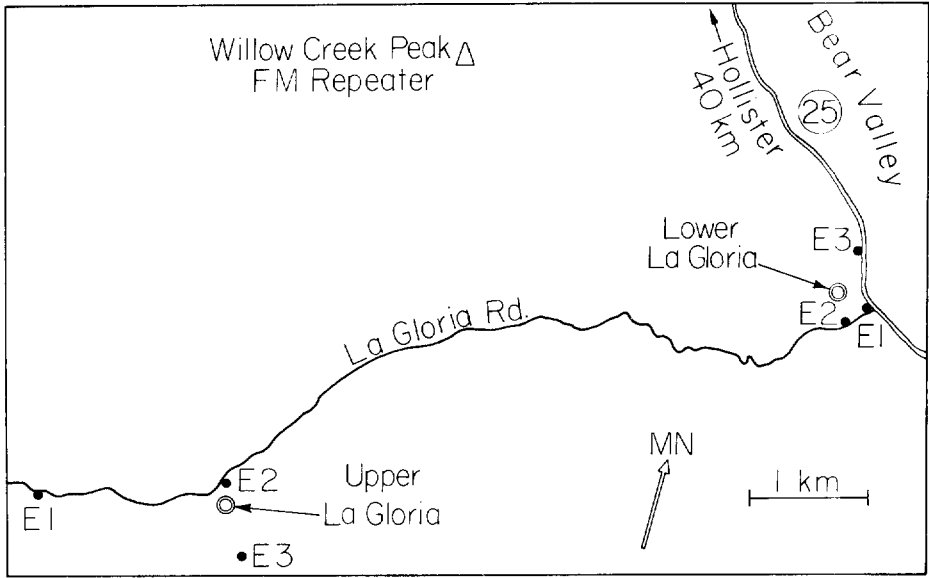 Willow Creek Peak
FM Repeater
Hollister
40 km
Bear Valley
25
Lower
La Gloria
E3
E2
E1
La Gloria Rd.
MN
1 km
E2
Upper
La Gloria
E1
E3